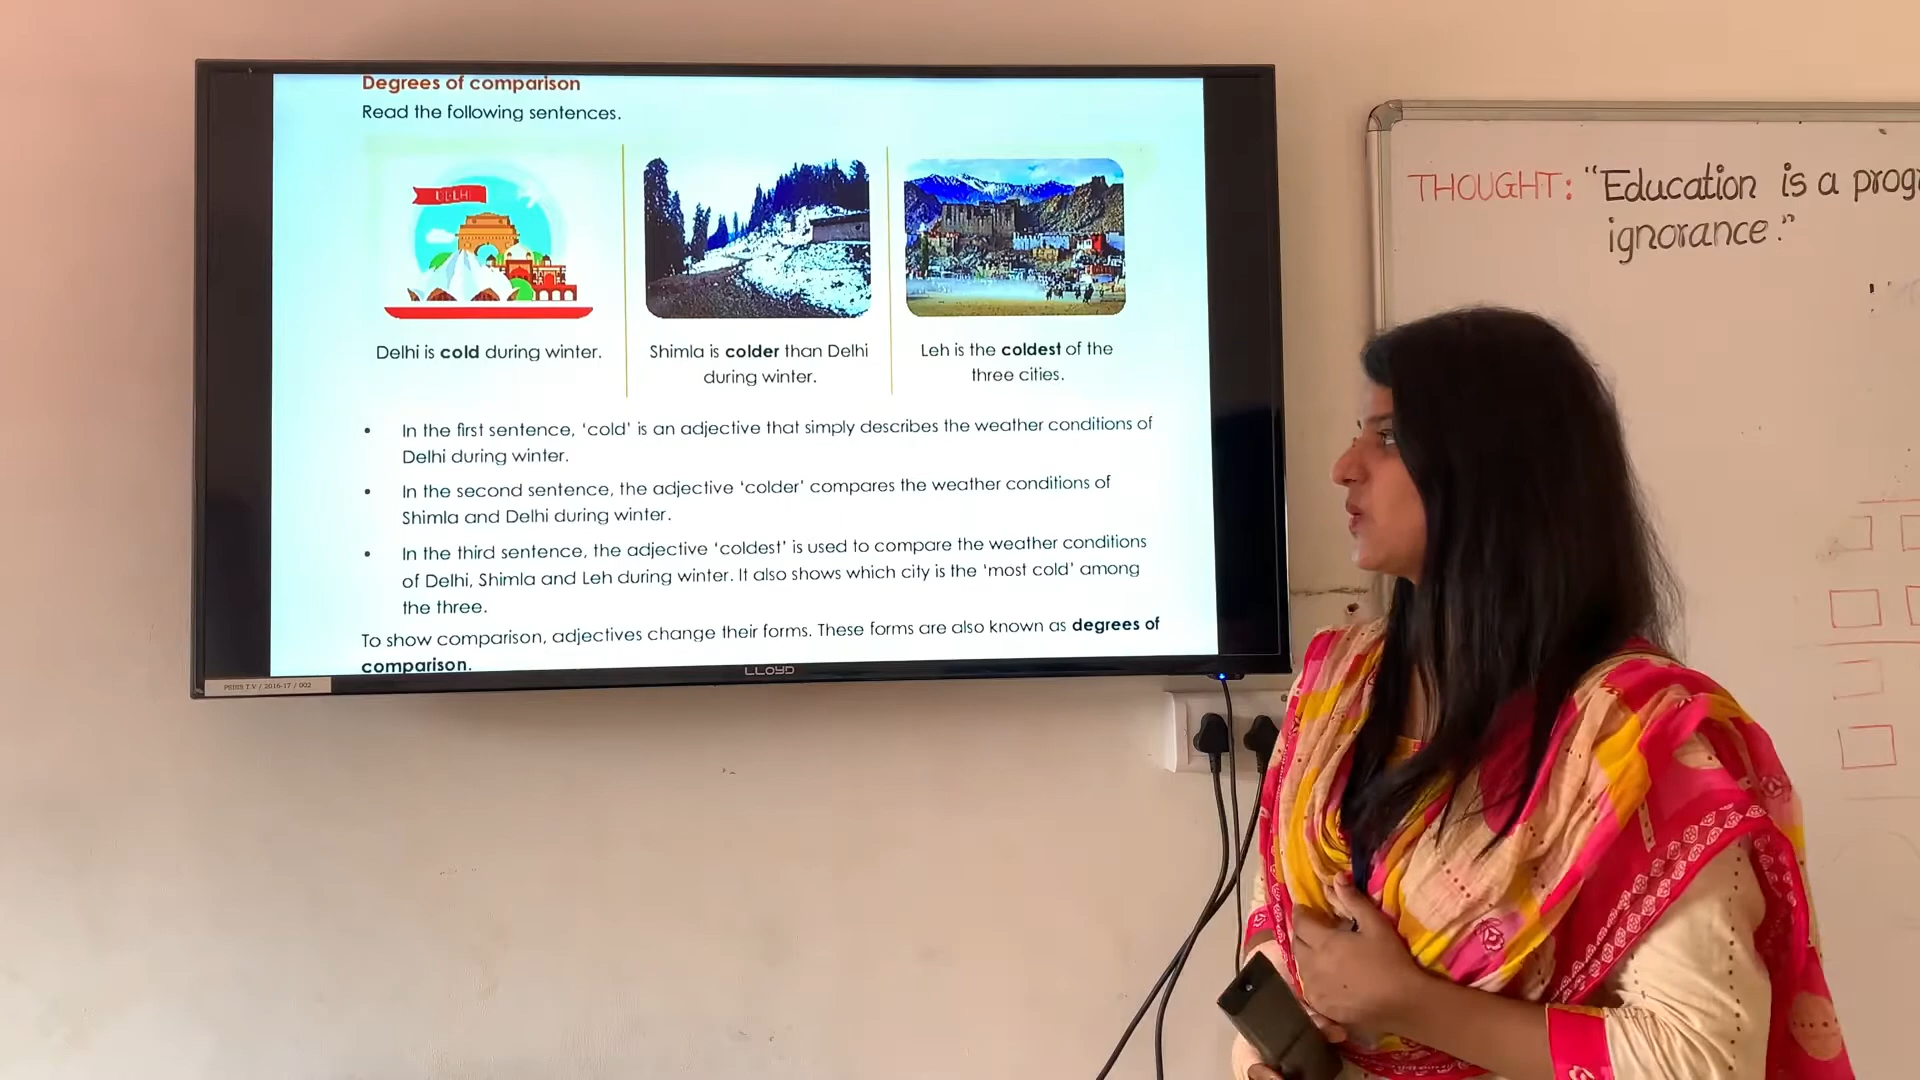 Degrees of comparison
Read the following sentences.
DELHI
Delhi is cold during winter.
Shimla is colder than Delhi
during winter.
Leh is the coldest of the
three cities.
• In the first sentence, ‘cold’ is an adjective that simply describes the weather conditions of
Delhi during winter.
• In the second sentence, the adjective ‘colder’ compares the weather conditions of
Shimla and Delhi during winter.
• In the third sentence, the adjective ‘coldest’ is used to compare the weather conditions
of Delhi, Shimla and Leh during winter. It also shows which city is the ‘most cold’ among
the three.
To show comparison, adjectives change their forms. These forms are also known as degrees of
comparison.
LLOYD
T.V / 2016-17 / 002
THOUGHT: “Education is a
ignorance.”